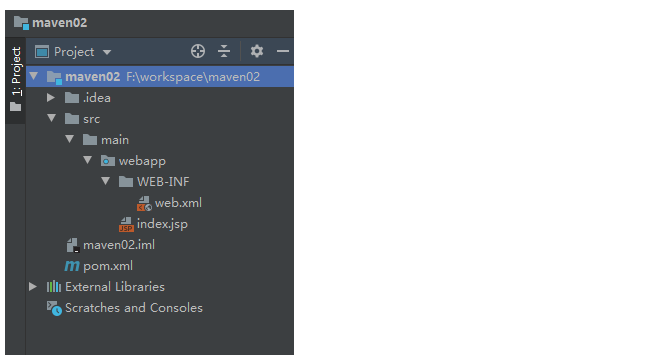 maven02
1: Project
Project
maven02 F:\workspace\maven02
.idea
src
main
webapp
WEB-INF
web.xml
JSP index.jsp
maven02.iml
m pom.xml
External Libraries
Scratches and Consoles